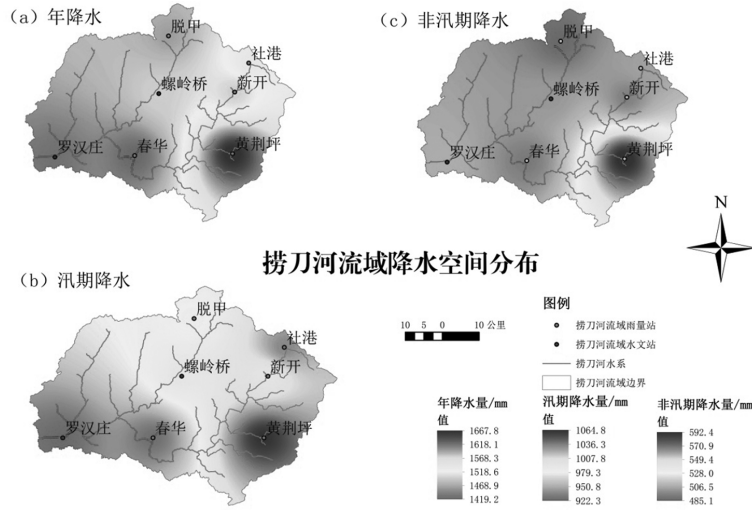 （a）年降水
脱甲
社港
螺岭桥
新开
罗汉庄
春华
黄荆坪
（c）非汛期降水
脱甲
社港
螺岭桥
新开
罗汉庄
春华
黄荆坪
N
捞刀河流域降水空间分布
（b）汛期降水
脱甲
社港
螺岭桥
新开
罗汉庄
春华
黄荆坪
10 5 0 10 公里
图例
捞刀河流域雨量站
捞刀河流域水文站
捞刀河水系
捞刀河流域边界
年降水量/mm
值
1667.8
1618.1
1568.3
1518.6
1468.9
1419.2
汛期降水量/mm
值
1064.8
1036.3
1007.8
979.3
950.8
922.3
非汛期降水量/mm
值
592.4
570.9
549.4
528.0
506.5
485.1